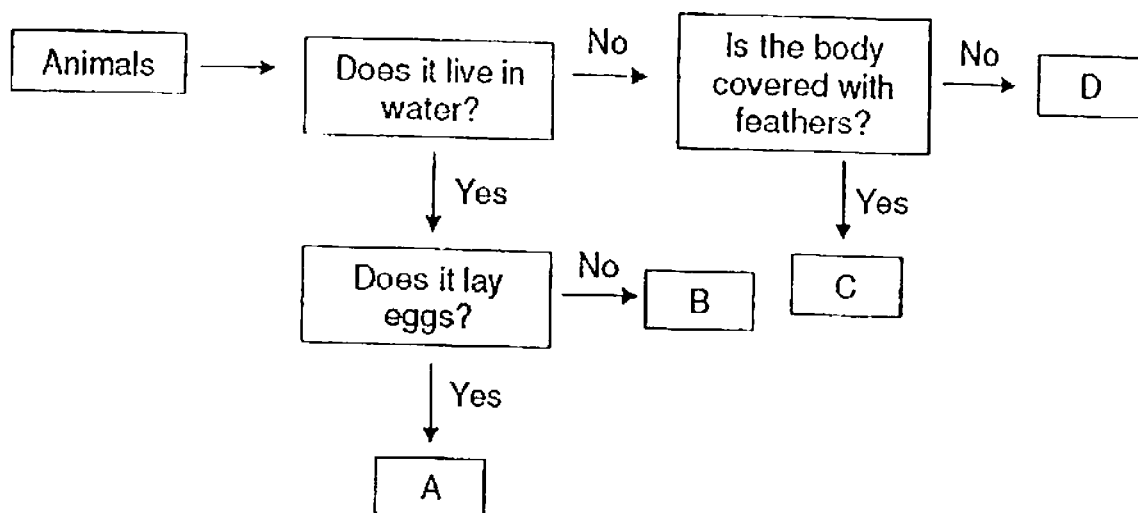 Animals
Does it live in
water?
No
Is the body
covered with
feathers?
No
D
Yes
Yes
Does it lay
eggs?
No
B
C
Yes
A